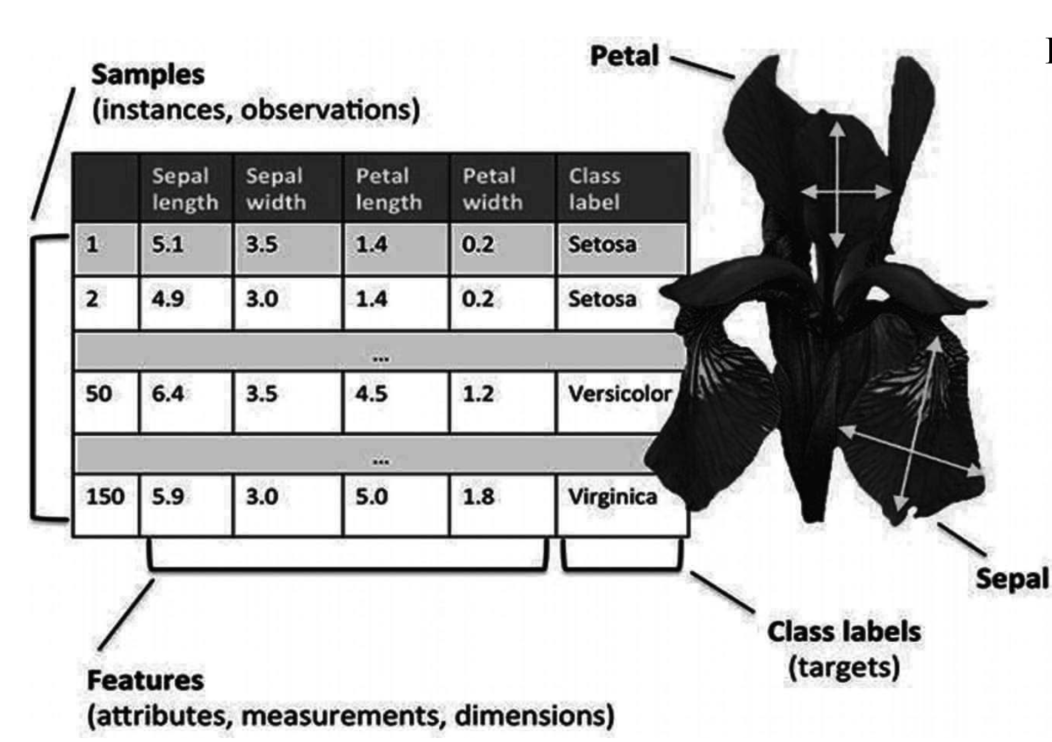 Petal
Samples
(instances, observations)
Sepal length Sepal width Petal length Petal width Class label
1 5.1 3.5 1.4 0.2 Setosa
2 4.9 3.0 1.4 0.2 Setosa
...
50 6.4 3.5 4.5 1.2 Versicolor
...
150 5.9 3.0 5.0 1.8 Virginica
Sepal
Class labels
(targets)
Features
(attributes, measurements, dimensions)